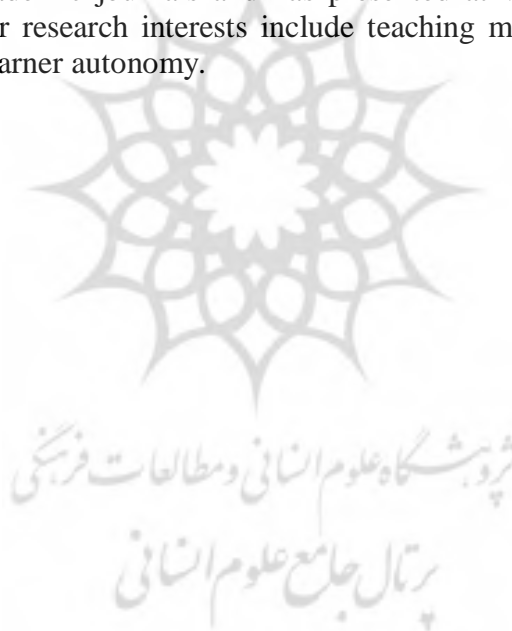 r research interests include teaching m
arner autonomy.
پژوهشگاه علوم انسانی و مطالعات فرهنگی
پرتال جامع علوم انسانی